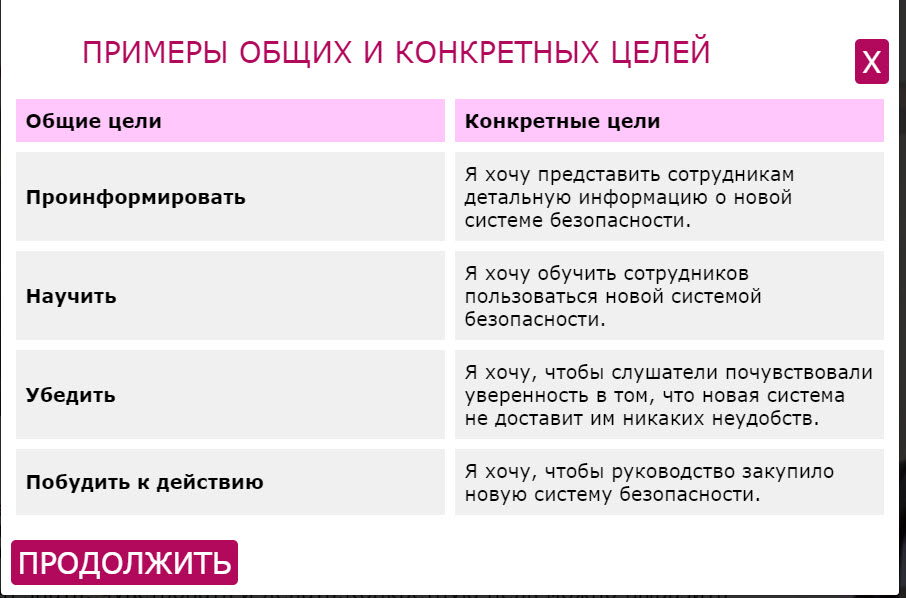 ПРИМЕРЫ ОБЩИХ И КОНКРЕТНЫХ ЦЕЛЕЙ
X
Общие цели
Конкретные цели
Проинформировать
Я хочу представить сотрудникам
детальную информацию о новой
системе безопасности.
Научить
Я хочу обучить сотрудников
пользоваться новой системой
безопасности.
Убедить
Я хочу, чтобы слушатели почувствовали
уверенность в том, что новая система
не доставит им никаких неудобств.
Побудить к действию
Я хочу, чтобы руководство закупило
новую систему безопасности.
ПРОДОЛЖИТЬ